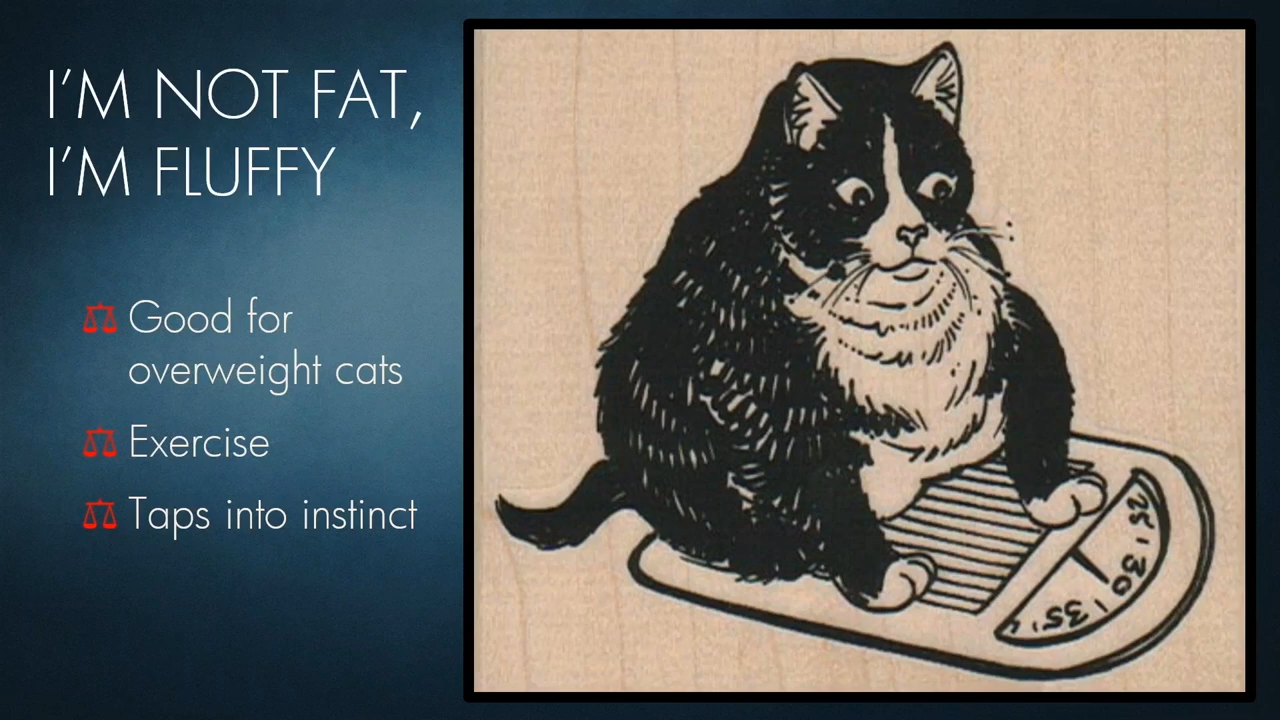 I'M NOT FAT,
I'M FLUFFY
Good for
overweight cats
Exercise
Taps into instinct
25
30
35